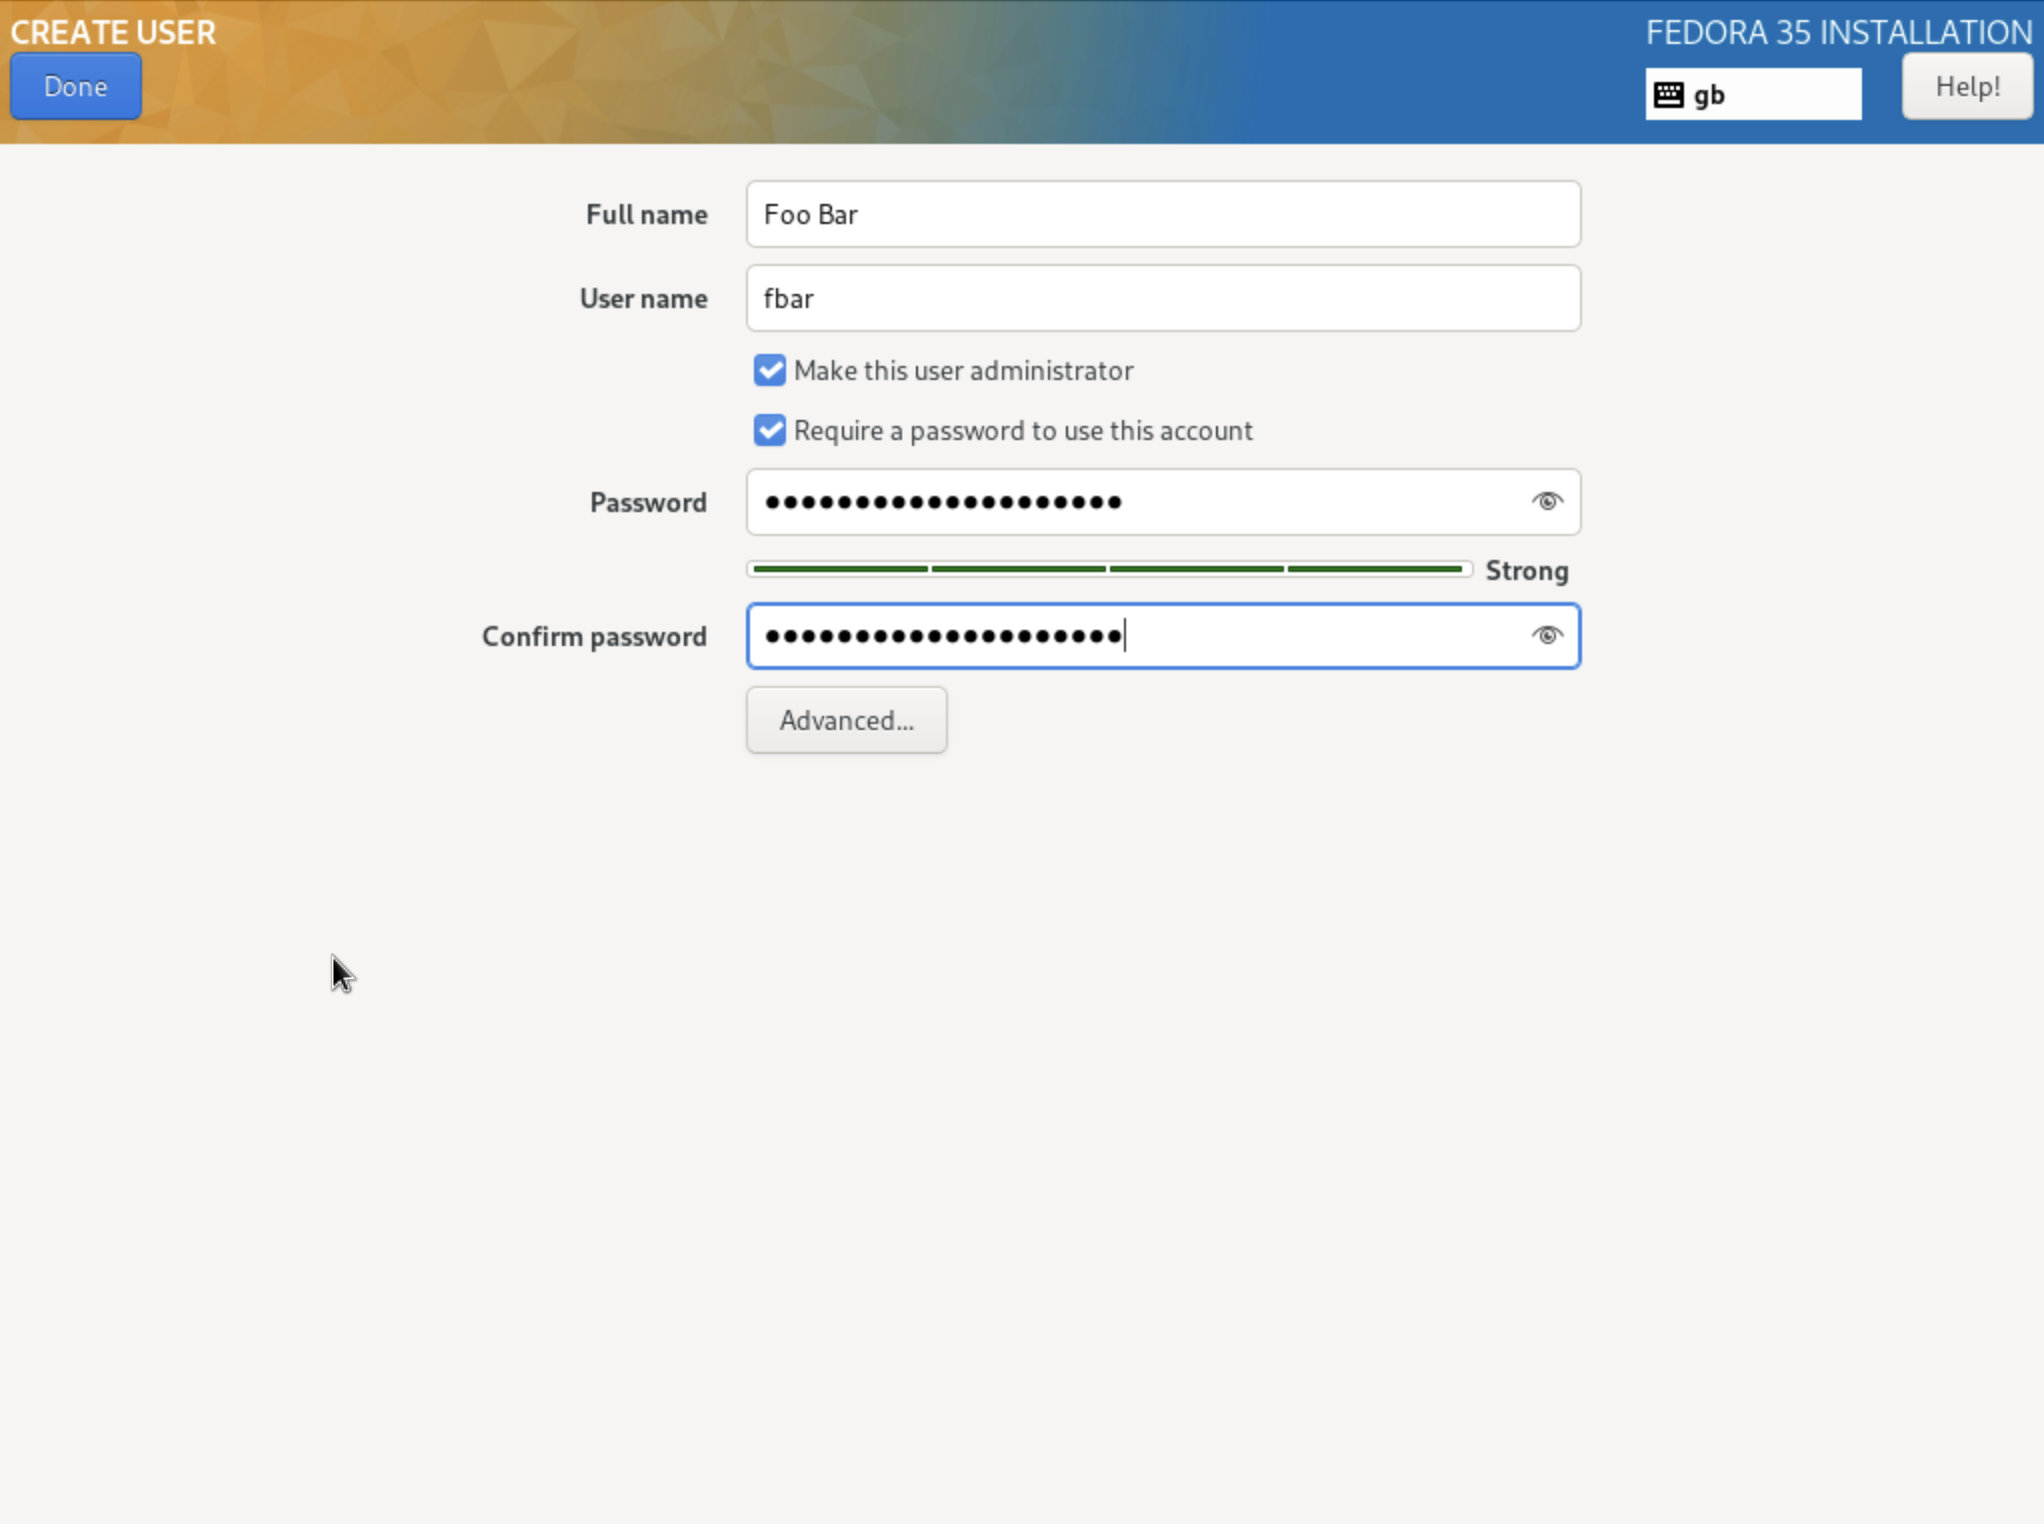 CREATE USER
FEDORA 35 INSTALLATION
Done
gb
Help!
Full name
Foo Bar
User name
fbar
Make this user administrator
Require a password to use this account
Password
••••••••••••••••••••
Strong
Confirm password
••••••••••••••••••••
Advanced...